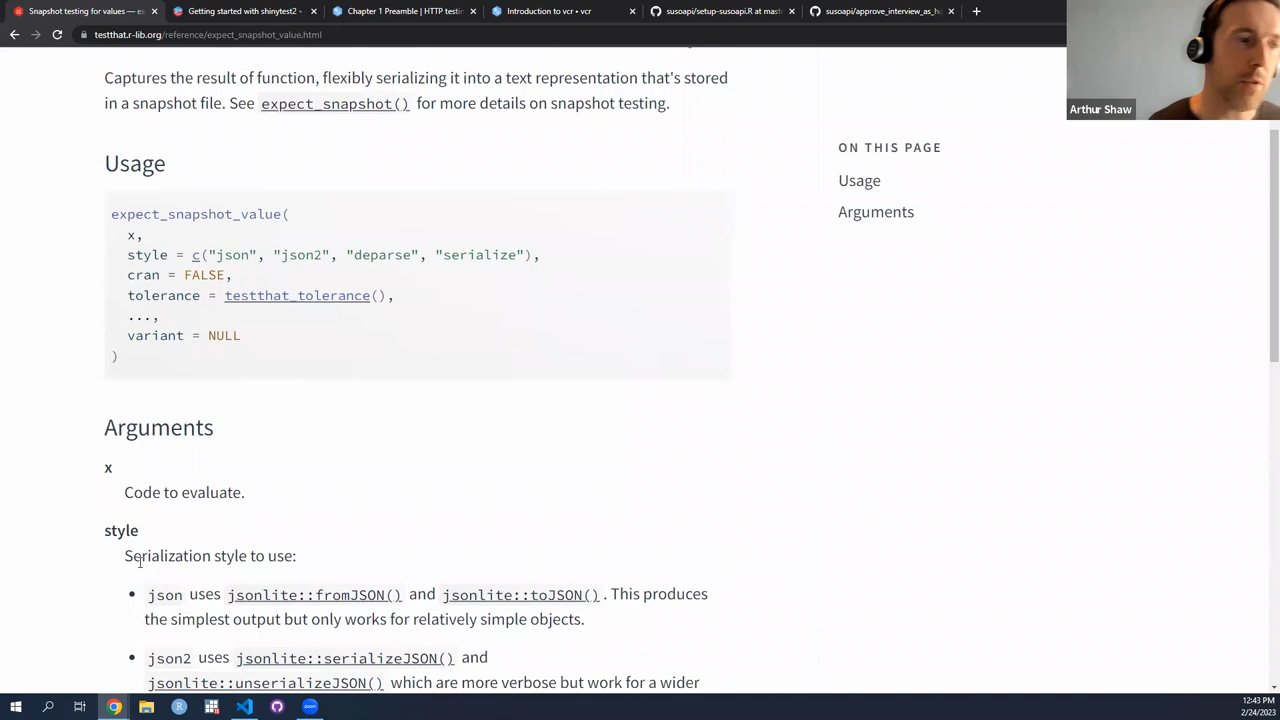 Snapshot testing for values — ex
Getting started with shinytest2 •
Chapter 1 Preamble | HTTP testi
Introduction to vcr • vcr
susoapi/setup-susoapi.R at mast
susoapi/approve_interview_as_ho
testthat.r-lib.org/reference/expect_snapshot_value.html
Arthur Shaw
Captures the result of function, flexibly serializing it into a text representation that's stored
in a snapshot file. See expect_snapshot() for more details on snapshot testing.
ON THIS PAGE
Usage
Arguments
Usage
expect_snapshot_value(
x,
style = c("json", "json2", "deparse", "serialize"),
cran = FALSE,
tolerance = testthat_tolerance(),
...,
variant = NULL
)
Arguments
x
Code to evaluate.
style
Serialization style to use:
• json uses jsonlite::fromJSON() and jsonlite::toJSON(). This produces
the simplest output but only works for relatively simple objects.
• json2 uses jsonlite::serializeJSON() and
jsonlite::unserializeJSON() which are more verbose but work for a wider
12:43 PM
2/24/2023